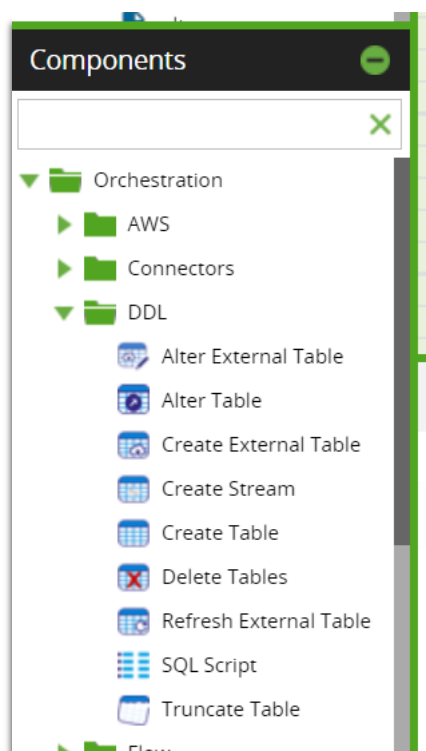 Components
Orchestration
AWS
Connectors
DDL
Alter External Table
Alter Table
Create External Table
Create Stream
Create Table
Delete Tables
Refresh External Table
SQL Script
Truncate Table
Flow